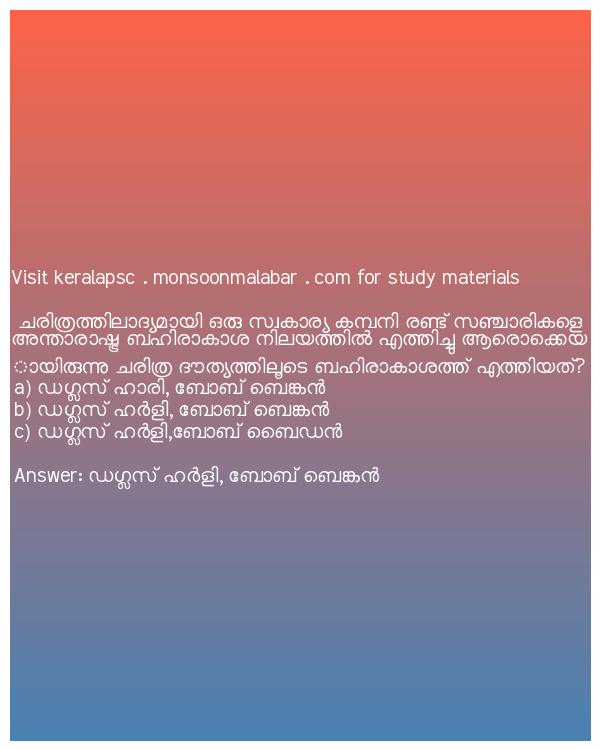 Visit keralapsc . monsoonmalabar . com for study materials
ചരിത്രത്തിലാദ്യമായി ഒരു സ്വകാര്യ കമ്പനി രണ്ട് സഞ്ചാരികളെ
അന്താരാഷ്ട്ര ബഹിരാകാശ നിലയത്തിൽ എത്തിച്ചു ആരൊക്കെയ
ായിരുന്നു ചരിത്ര ദൗത്യത്തിലൂടെ ബഹിരാകാശത്ത് എത്തിയത്?
a) ഡഗ്ലസ് ഹാരി, ബോബ് ബെങ്കൻ
b) ഡഗ്ലസ് ഹർളി, ബോബ് ബെങ്കൻ
c) ഡഗ്ലസ് ഹർളി,ബോബ് ബൈഡൻ
Answer: ഡഗ്ലസ് ഹർളി, ബോബ് ബെങ്കൻ